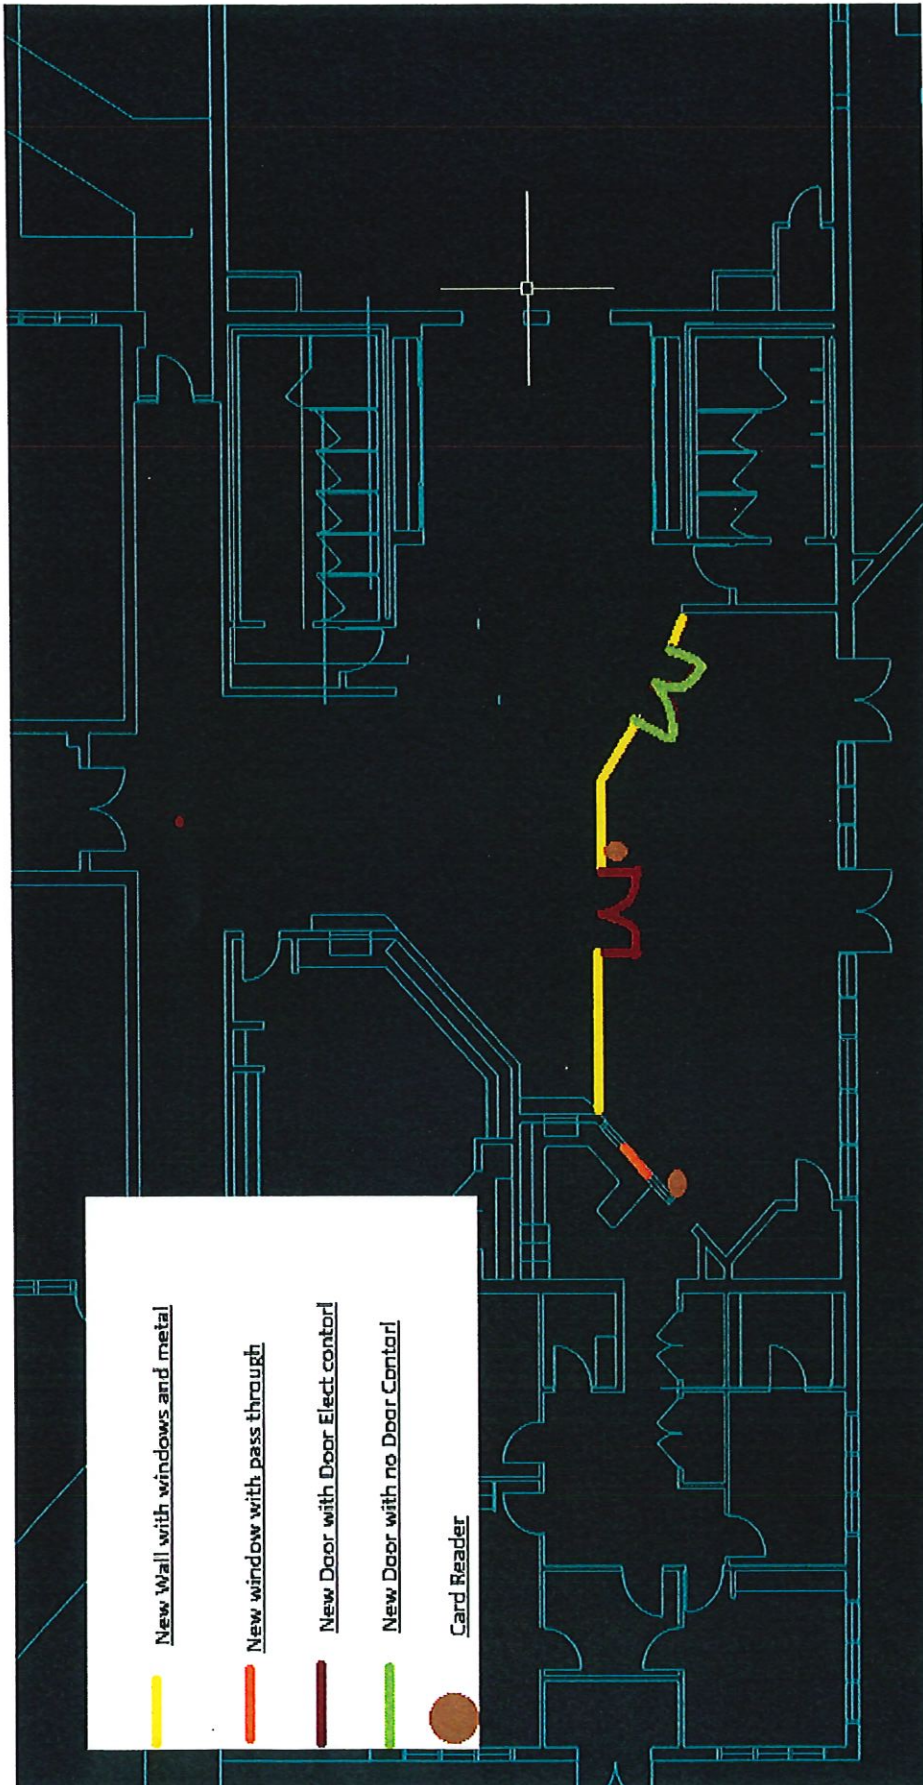 New Wall with windows and metal
New window with pass through
New Door with Door Elect contorl
New Door with no Door Contorl
Card Reader